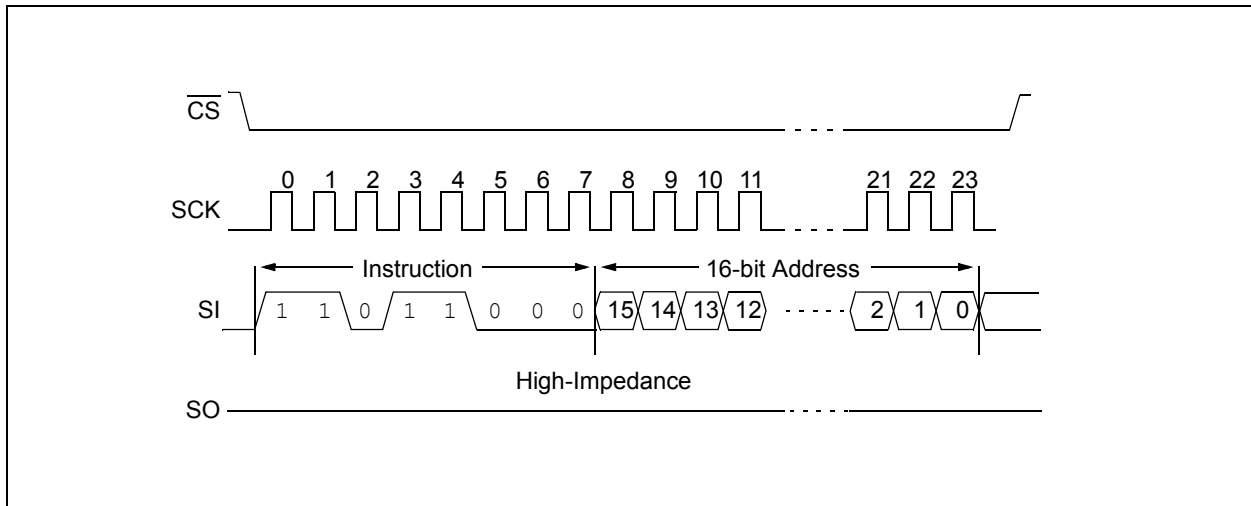 CS
0 1 2 3 4 5 6 7 8 9 10 11 21 22 23
SCK
Instruction 16-bit Address
SI 1 1 0 1 1 0 0 0 15 14 13 12 2 1 0
High-Impedance
SO